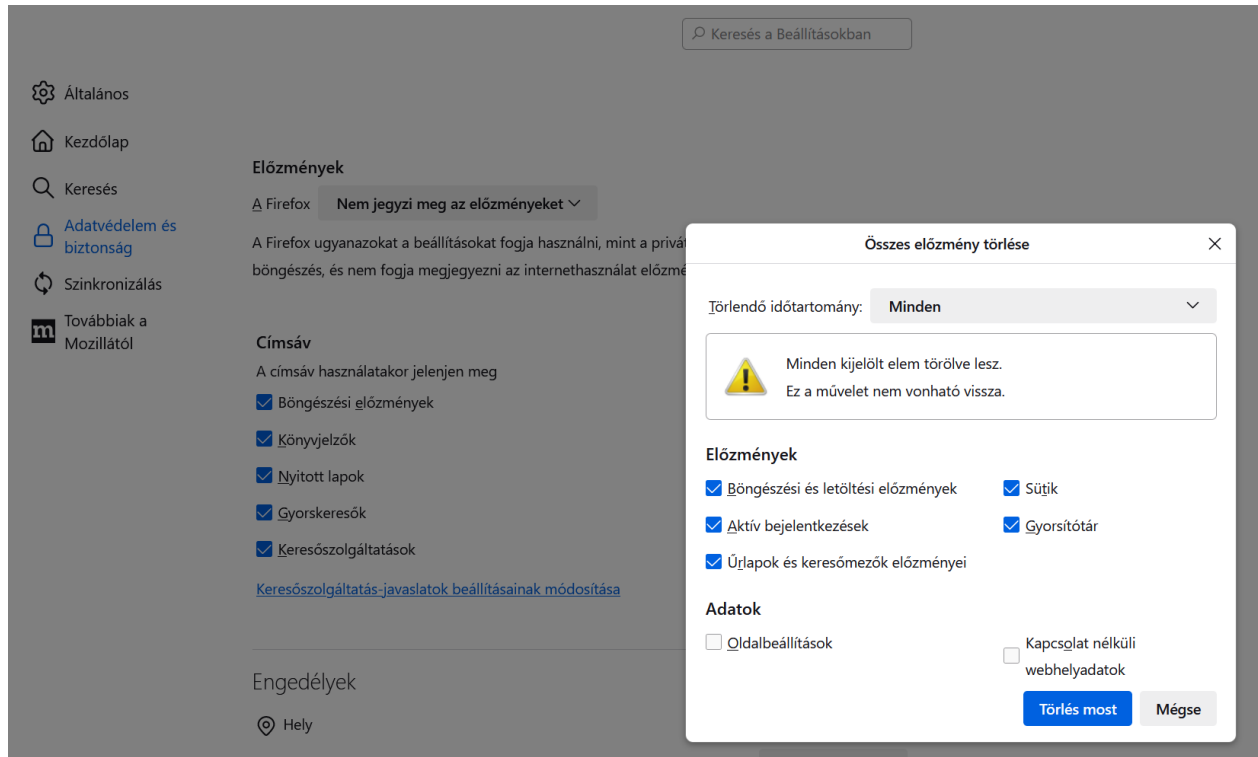 Keresés a Beállításokban
Általános
Kezdőlap
Keresés
Adatvédelem és
biztonság
Szinkronizálás
Továbbiak a
Mozillától
Előzmények
A Firefox Nem jegyzi meg az előzményeket
A Firefox ugyanazokat a beállításokat fogja használni, mint a
böngészés, és nem fogja megjegyezni az internethasználat
Címsáv
A címsáv használatakor jelenjen meg
Böngészési előzmények
Könyvjelzők
Nyitott lapok
Gyorskeresők
Keresőszolgáltatások
Keresőszolgáltatás-javaslatok beállításainak módosítása
Engedélyek
Hely
Összes előzmény törlése
Törlendő időtartomány: Minden
Minden kijelölt elem törölve lesz.
Ez a művelet nem vonható vissza.
Előzmények
Böngészési és letöltési előzmények Sütik
Aktív bejelentkezések Gyorsítótár
Űrlapok és keresőmezők előzményei
Adatok
Oldalbeállítások Kapcsolat nélküli
webhelyadatok
Törlés most Mégse